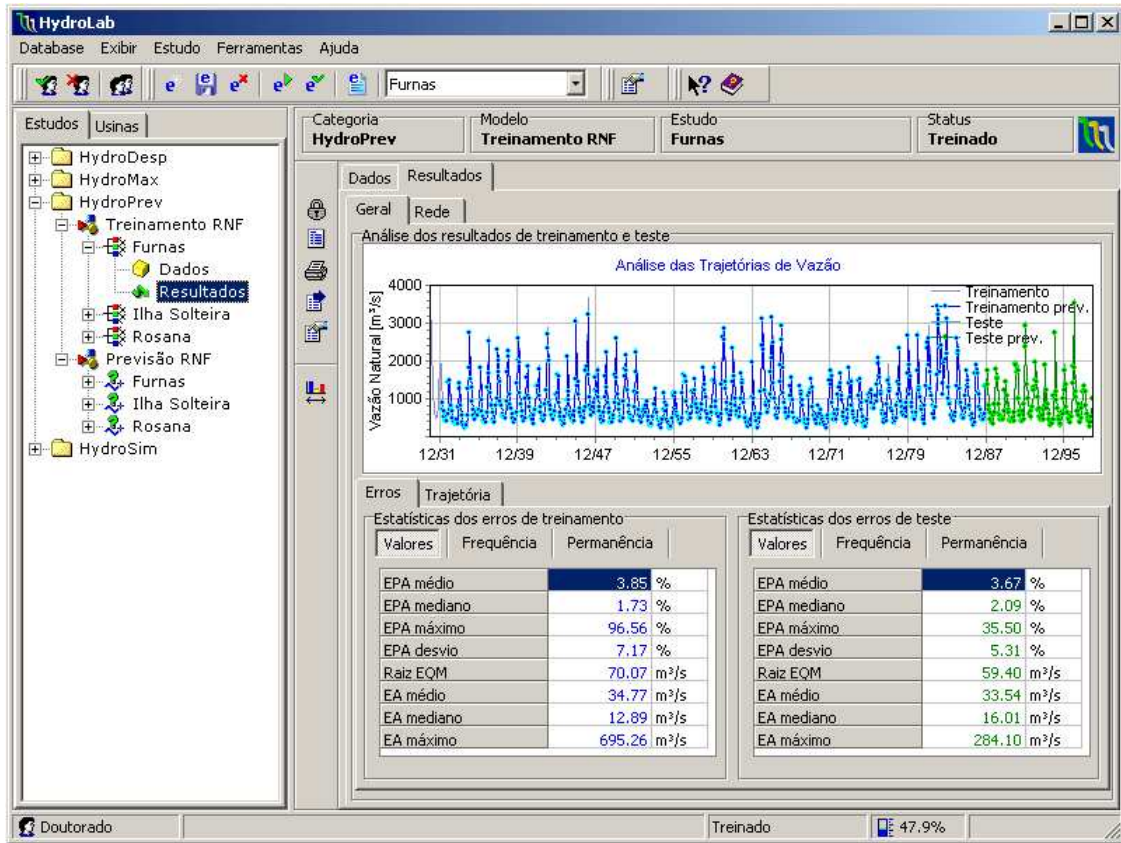 HydroLab
Database Exibir Estudo Ferramentas Ajuda
Furnas
Estudos Usinas
HydroDesp
HydroMax
HydroPrev
Treinamento RNF
Furnas
Dados
Resultados
Ilha Solteira
Rosana
Previsão RNF
Furnas
Ilha Solteira
Rosana
HydroSim
Categoria Modelo Estudo Status
HydroPrev Treinamento RNF Furnas Treinado
Dados Resultados
Geral Rede
Análise dos resultados de treinamento e teste
Análise das Trajetórias de Vazão
Vazão Natural [m³/s]
4000
3000
2000
1000
Treinamento
Treinamento prev.
Teste
Teste prev.
12/31 12/39 12/47 12/55 12/63 12/71 12/79 12/87 12/95
Erros Trajetória
Estatísticas dos erros de treinamento
Valores Frequência Permanência
EPA médio 3.85 %
EPA mediano 1.73 %
EPA máximo 96.56 %
EPA desvio 7.17 %
Raiz EQM 70.07 m³/s
EA médio 34.77 m³/s
EA mediano 12.89 m³/s
EA máximo 695.26 m³/s
Estatísticas dos erros de teste
Valores Frequência Permanência
EPA médio 3.67 %
EPA mediano 2.09 %
EPA máximo 35.50 %
EPA desvio 5.31 %
Raiz EQM 59.40 m³/s
EA médio 33.54 m³/s
EA mediano 16.01 m³/s
EA máximo 284.10 m³/s
Doutorado Treinado 47.9%